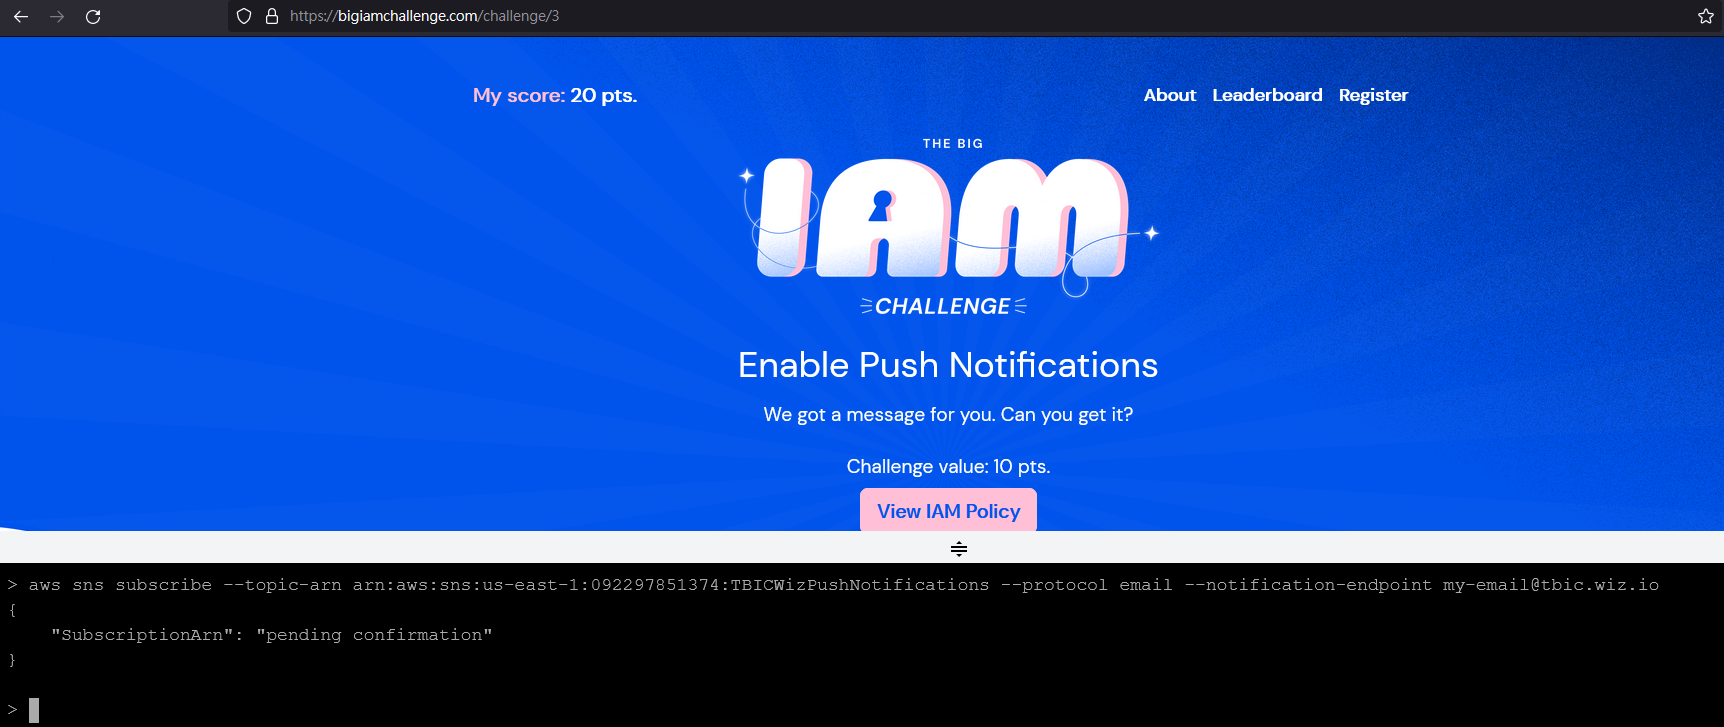 https://bigiamchallenge.com/challenge/3
My score: 20 pts.
About Leaderboard Register
THE BIG
IAM
CHALLENGE
Enable Push Notifications
We got a message for you. Can you get it?
Challenge value: 10 pts.
View IAM Policy
> aws sns subscribe --topic-arn arn:aws:sns:us-east-1:092297851374:TBICWizPushNotifications --protocol email --notification-endpoint my-email@tbic.wiz.io
{
    "SubscriptionArn": "pending confirmation"
}
>